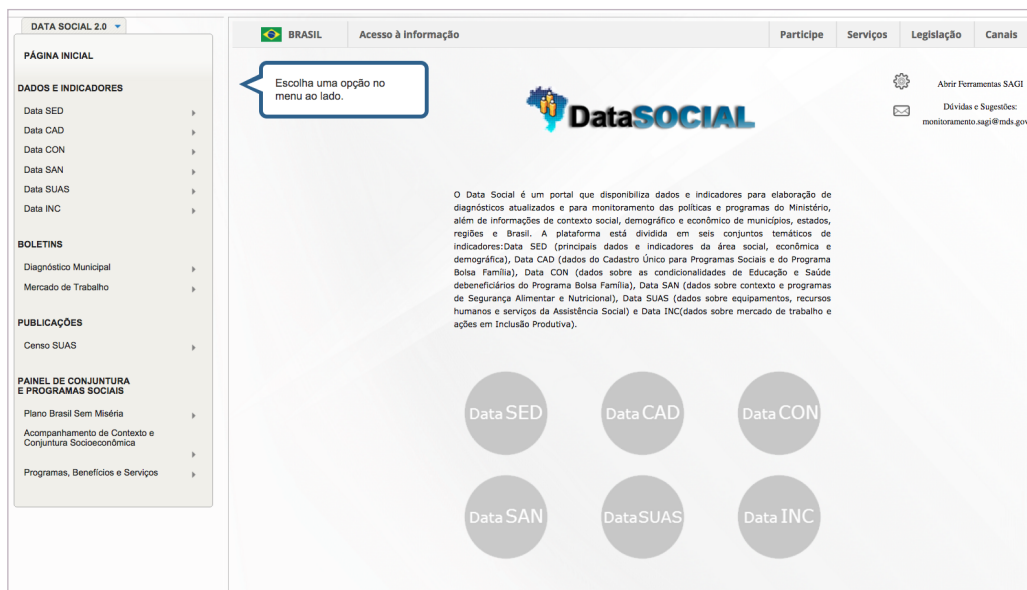 DATA SOCIAL 2.0
PÁGINA INICIAL
DADOS E INDICADORES
Data SED
Data CAD
Data CON
Data SAN
Data SUAS
Data INC
BOLETINS
Diagnóstico Municipal
Mercado de Trabalho
PUBLICAÇÕES
Censo SUAS
PAINEL DE CONJUNTURA
E PROGRAMAS SOCIAIS
Plano Brasil Sem Miséria
Acompanhamento de Contexto e
Conjuntura Socioeconômica
Programas, Benefícios e Serviços
BRASIL Acesso à informação Participe Serviços Legislação Canais
Escolha uma opção no
menu ao lado.
DataSOCIAL
Abrir Ferramentas SAGI
Dúvidas e Sugestões:
monitoramento.sagi@mds.gov
O Data Social é um portal que disponibiliza dados e indicadores para elaboração de
diagnósticos atualizados e para monitoramento das políticas e programas do Ministério,
além de informações de contexto social, demográfico e econômico de municípios, estados,
regiões e Brasil. A plataforma está dividida em seis conjuntos temáticos de
indicadores:Data SED (principais dados e indicadores da área social, econômica e
demográfica), Data CAD (dados do Cadastro Único para Programas Sociais e do Programa
Bolsa Família), Data CON (dados sobre as condicionalidades de Educação e Saúde
debeneficiários do Programa Bolsa Família), Data SAN (dados sobre contexto e programas
de Segurança Alimentar e Nutricional), Data SUAS (dados sobre equipamentos, recursos
humanos e serviços da Assistência Social) e Data INC(dados sobre mercado de trabalho e
ações em Inclusão Produtiva).
Data SED Data CAD Data CON
Data SAN DataSUAS Data INC